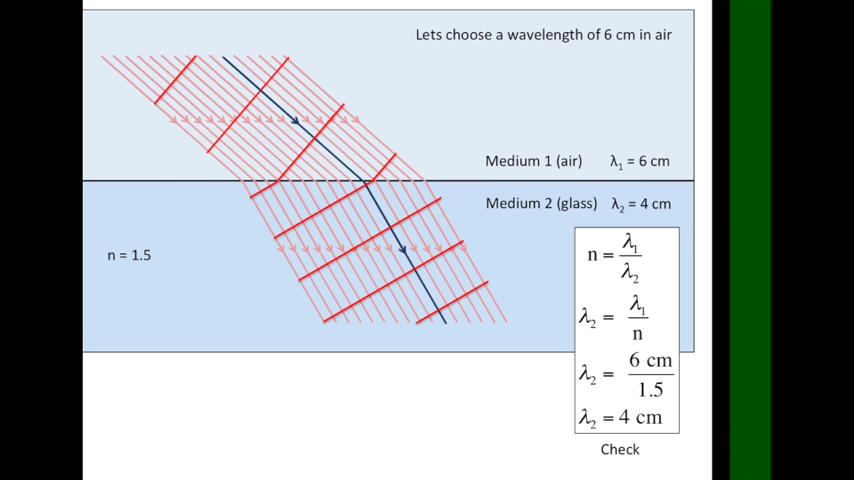 Lets choose a wavelength of 6 cm in air
Medium 1 (air) λ₁ = 6 cm
Medium 2 (glass) λ₂ = 4 cm
n = 1.5
n = λ₁/λ₂
λ₂ = λ₁/n
λ₂ = 6 cm/1.5
λ₂ = 4 cm
Check